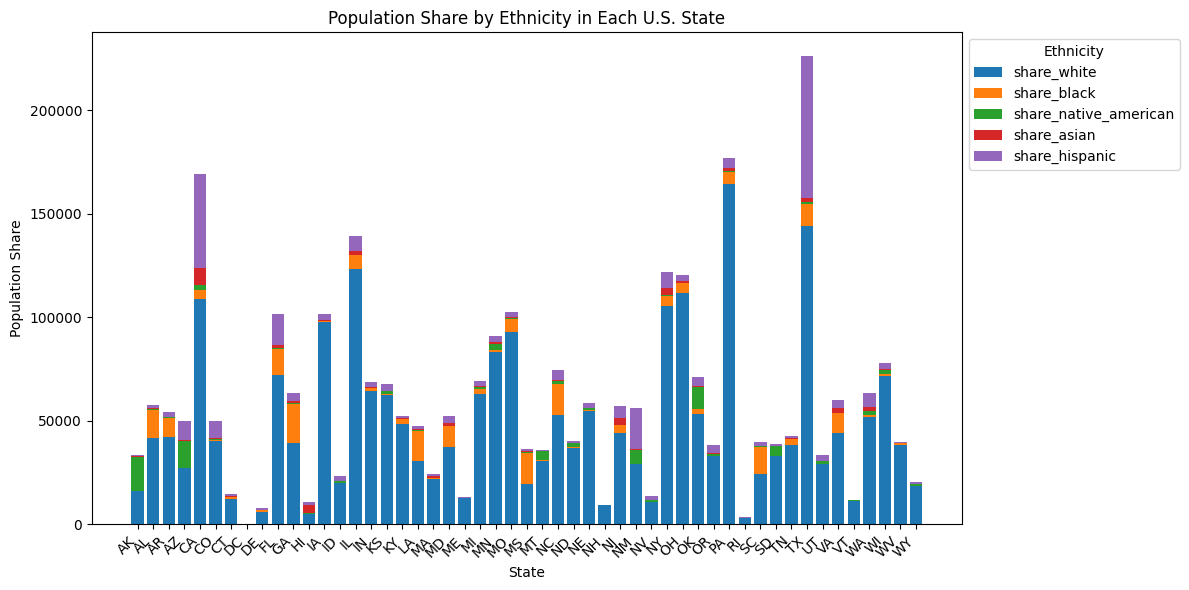 Population Share by Ethnicity in Each U.S. State
Ethnicity
share_white
share_black
share_native_american
share_asian
share_hispanic
Population Share
200000
150000
100000
50000
0
AK AL AR AZ CA CO CT DC DE FL GA HI IA ID IL IN KS KY LA MA MD ME MI MN MO MS MT NC ND NE NH NJ NM NV NY OH OK OR PA RI SC SD TN TX UT VA VT WA WI WV WY
State